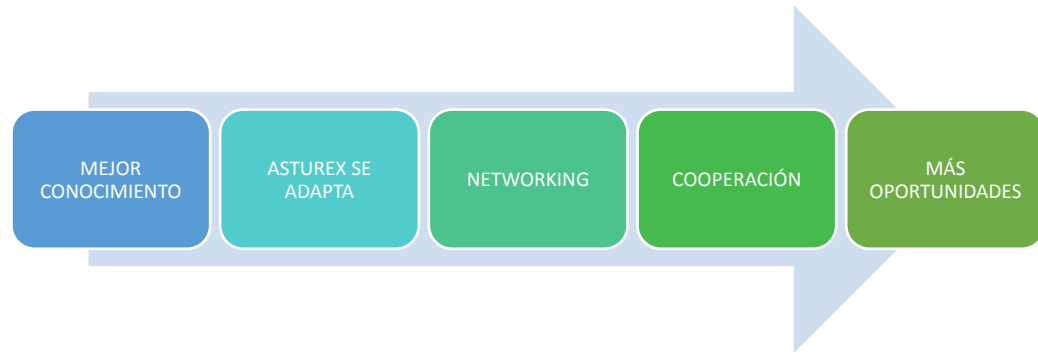 MEJOR
CONOCIMIENTO
ASTUREX SE
ADAPTA
NETWORKING
COOPERACIÓN
MÁS
OPORTUNIDADES